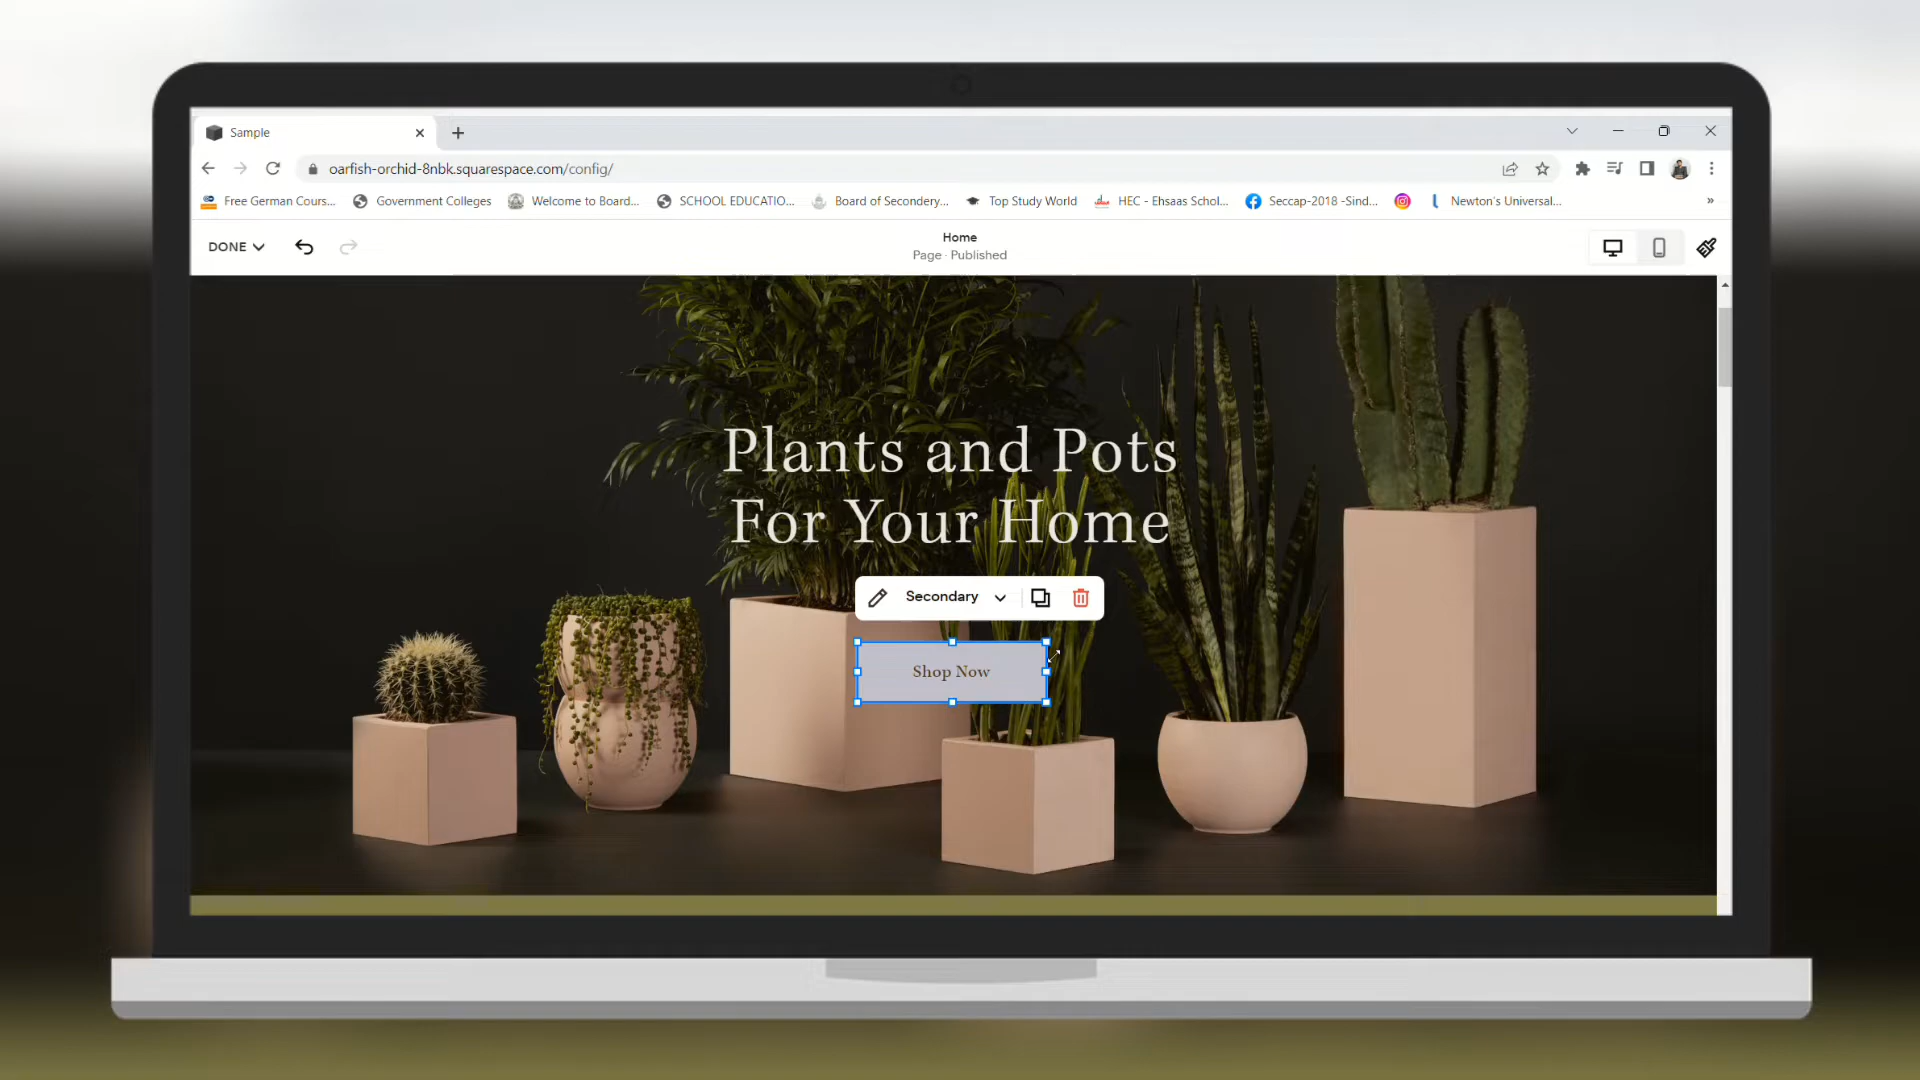 Sample
oarfish-orchid-8nbk.squarespace.com/config/
Free German Cours... Government Colleges Welcome to Board... SCHOOL EDUCATIO... Board of Secondery... Top Study World HEC - Ehsaas Schol... Seccap-2018 -Sind... Newton's Universal... »
DONE
Home
Page · Published
Plants and Pots
For Your Home
Secondary
Shop Now